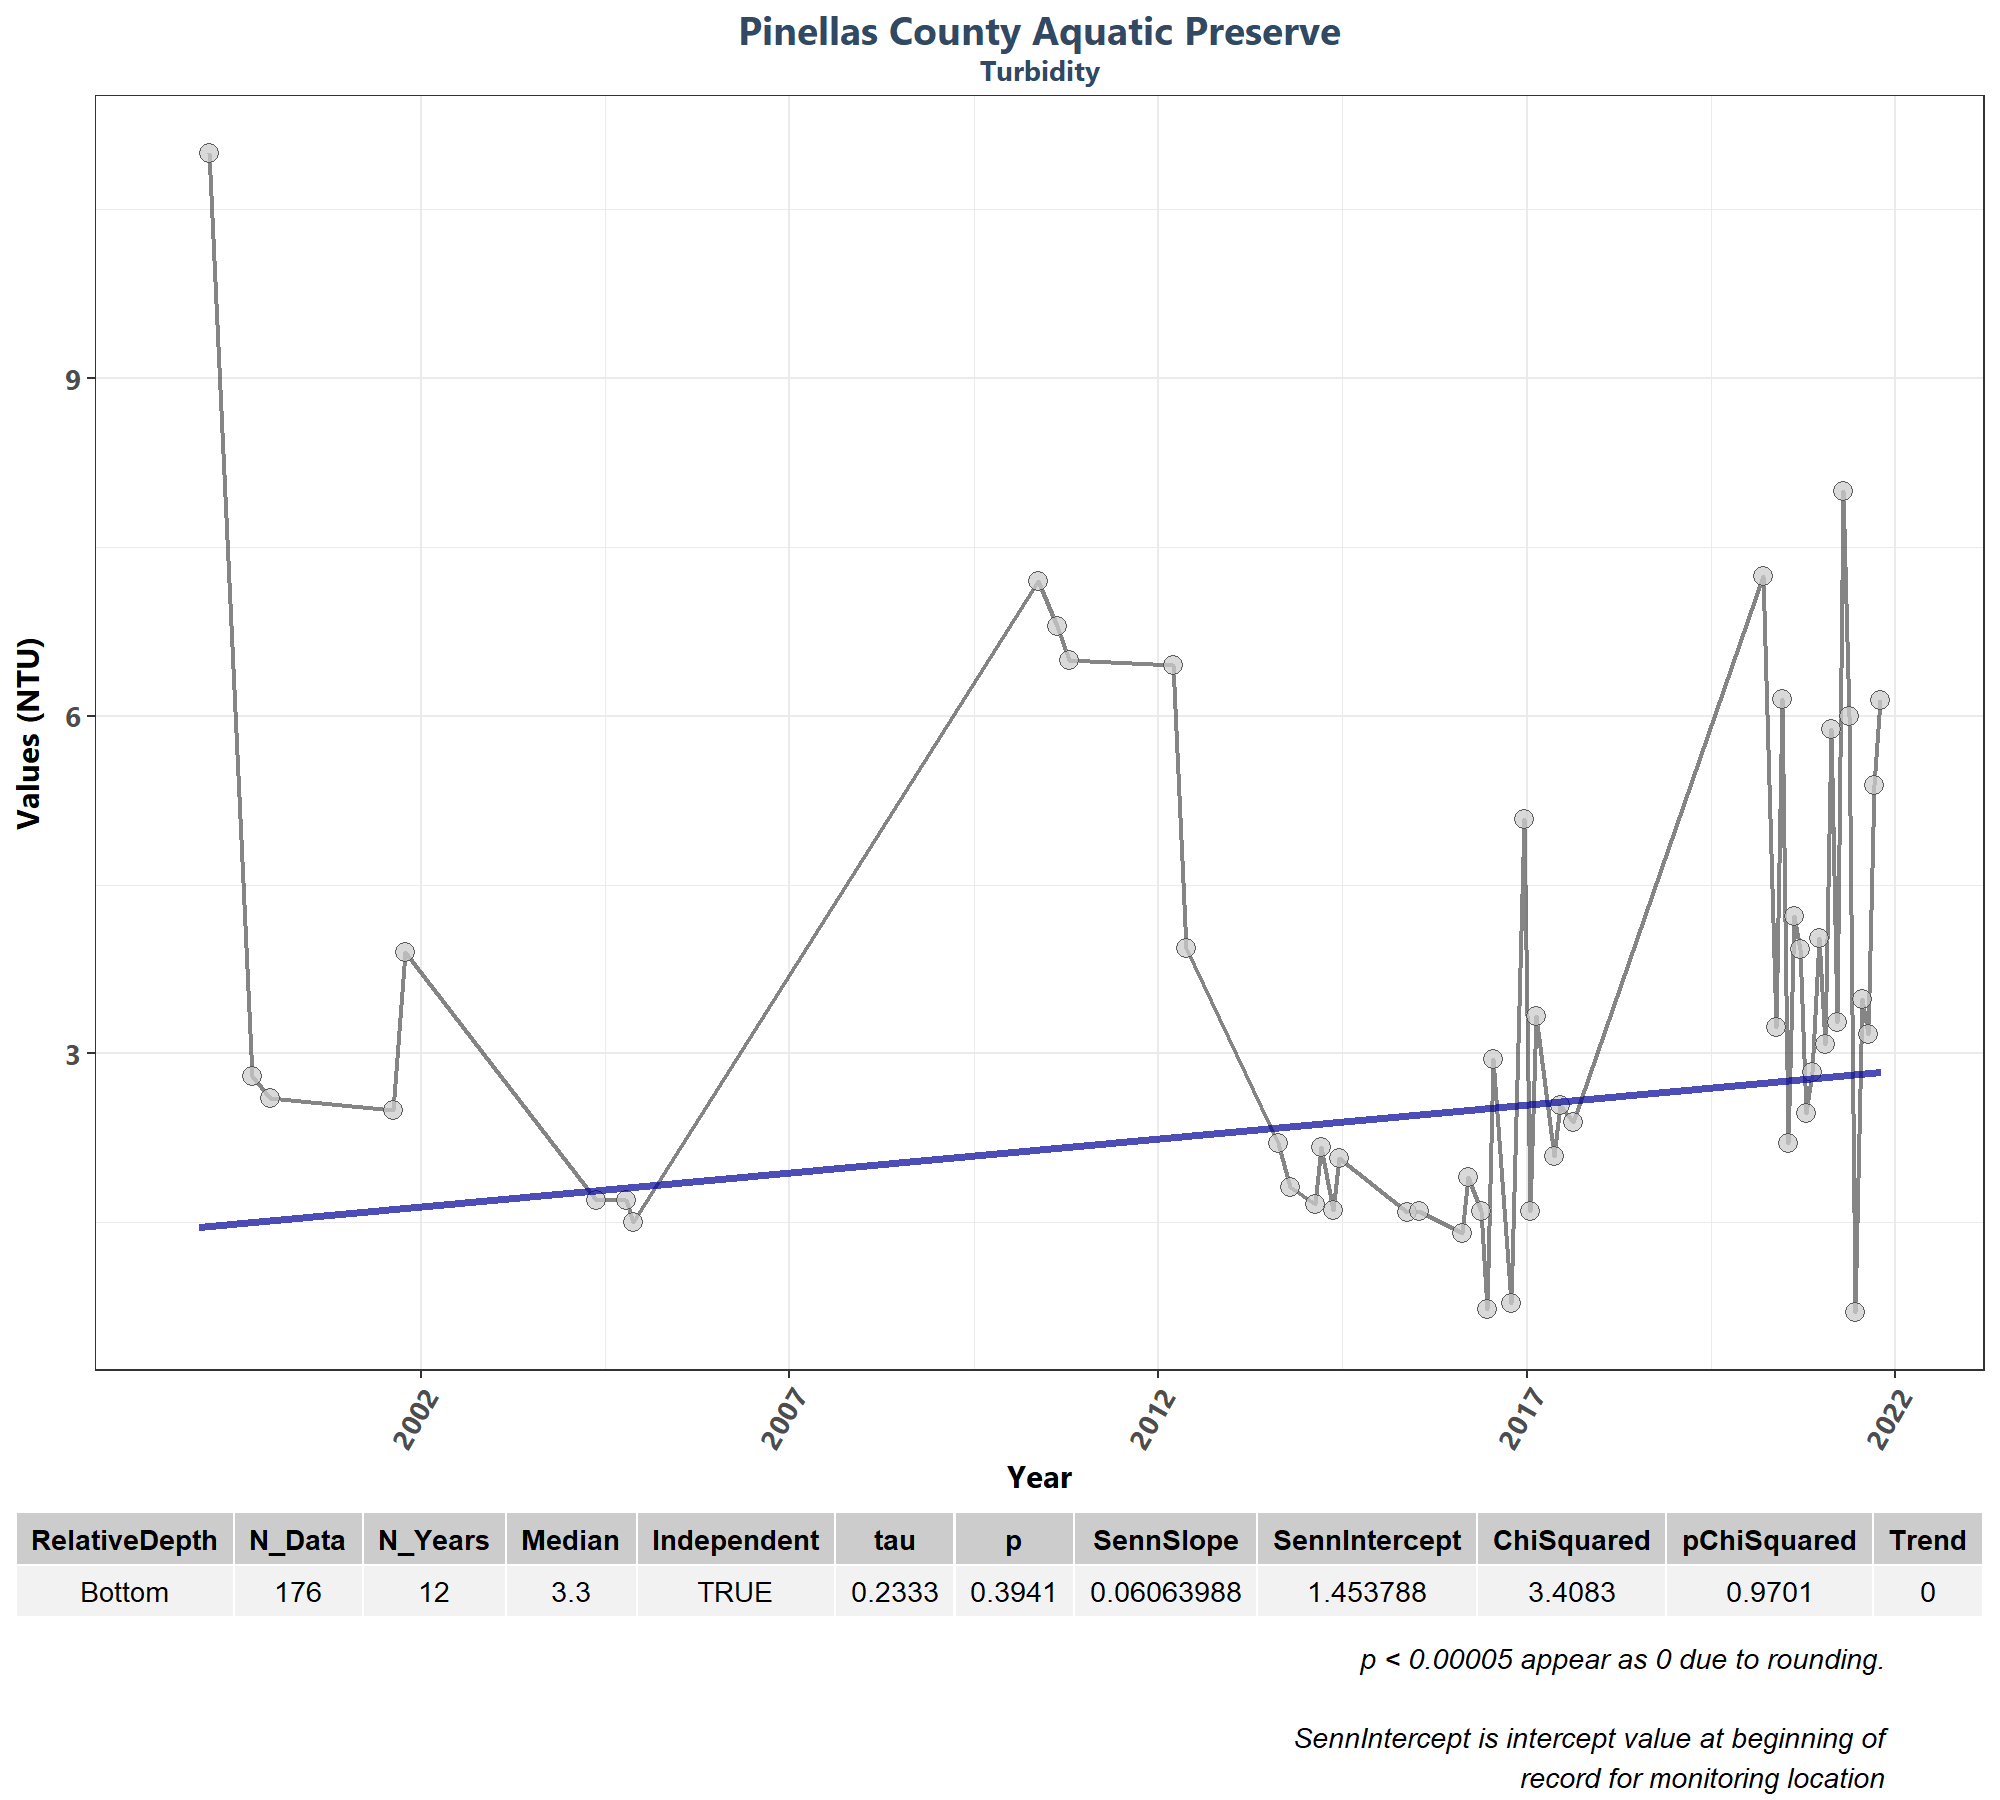 Pinellas County Aquatic Preserve
Turbidity
Values (NTU)
9
6
3
2002 2007 2012 2017 2022
Year
RelativeDepth N_Data N_Years Median Independent tau p SennSlope SennIntercept ChiSquared pChiSquared Trend
Bottom 176 12 3.3 TRUE 0.2333 0.3941 0.06063988 1.453788 3.4083 0.9701 0
p < 0.00005 appear as 0 due to rounding.
SennIntercept is intercept value at beginning of
record for monitoring location